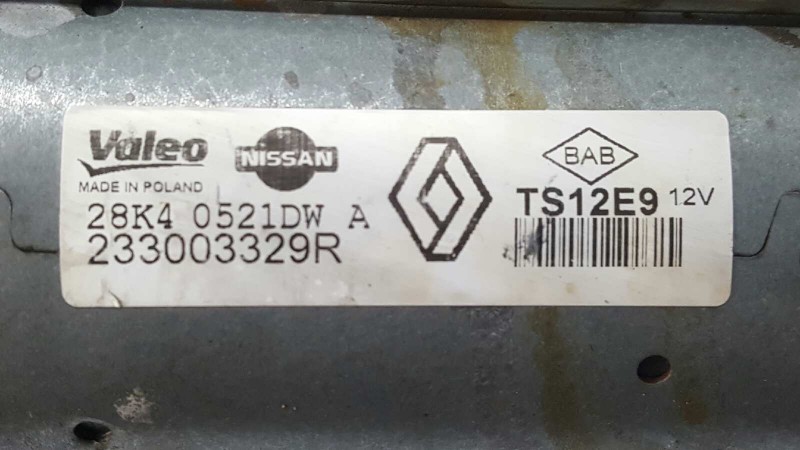 Valeo
MADE IN POLAND
NISSAN
28K4 0521DW A
233003329R
BAB
TS12E9 12V